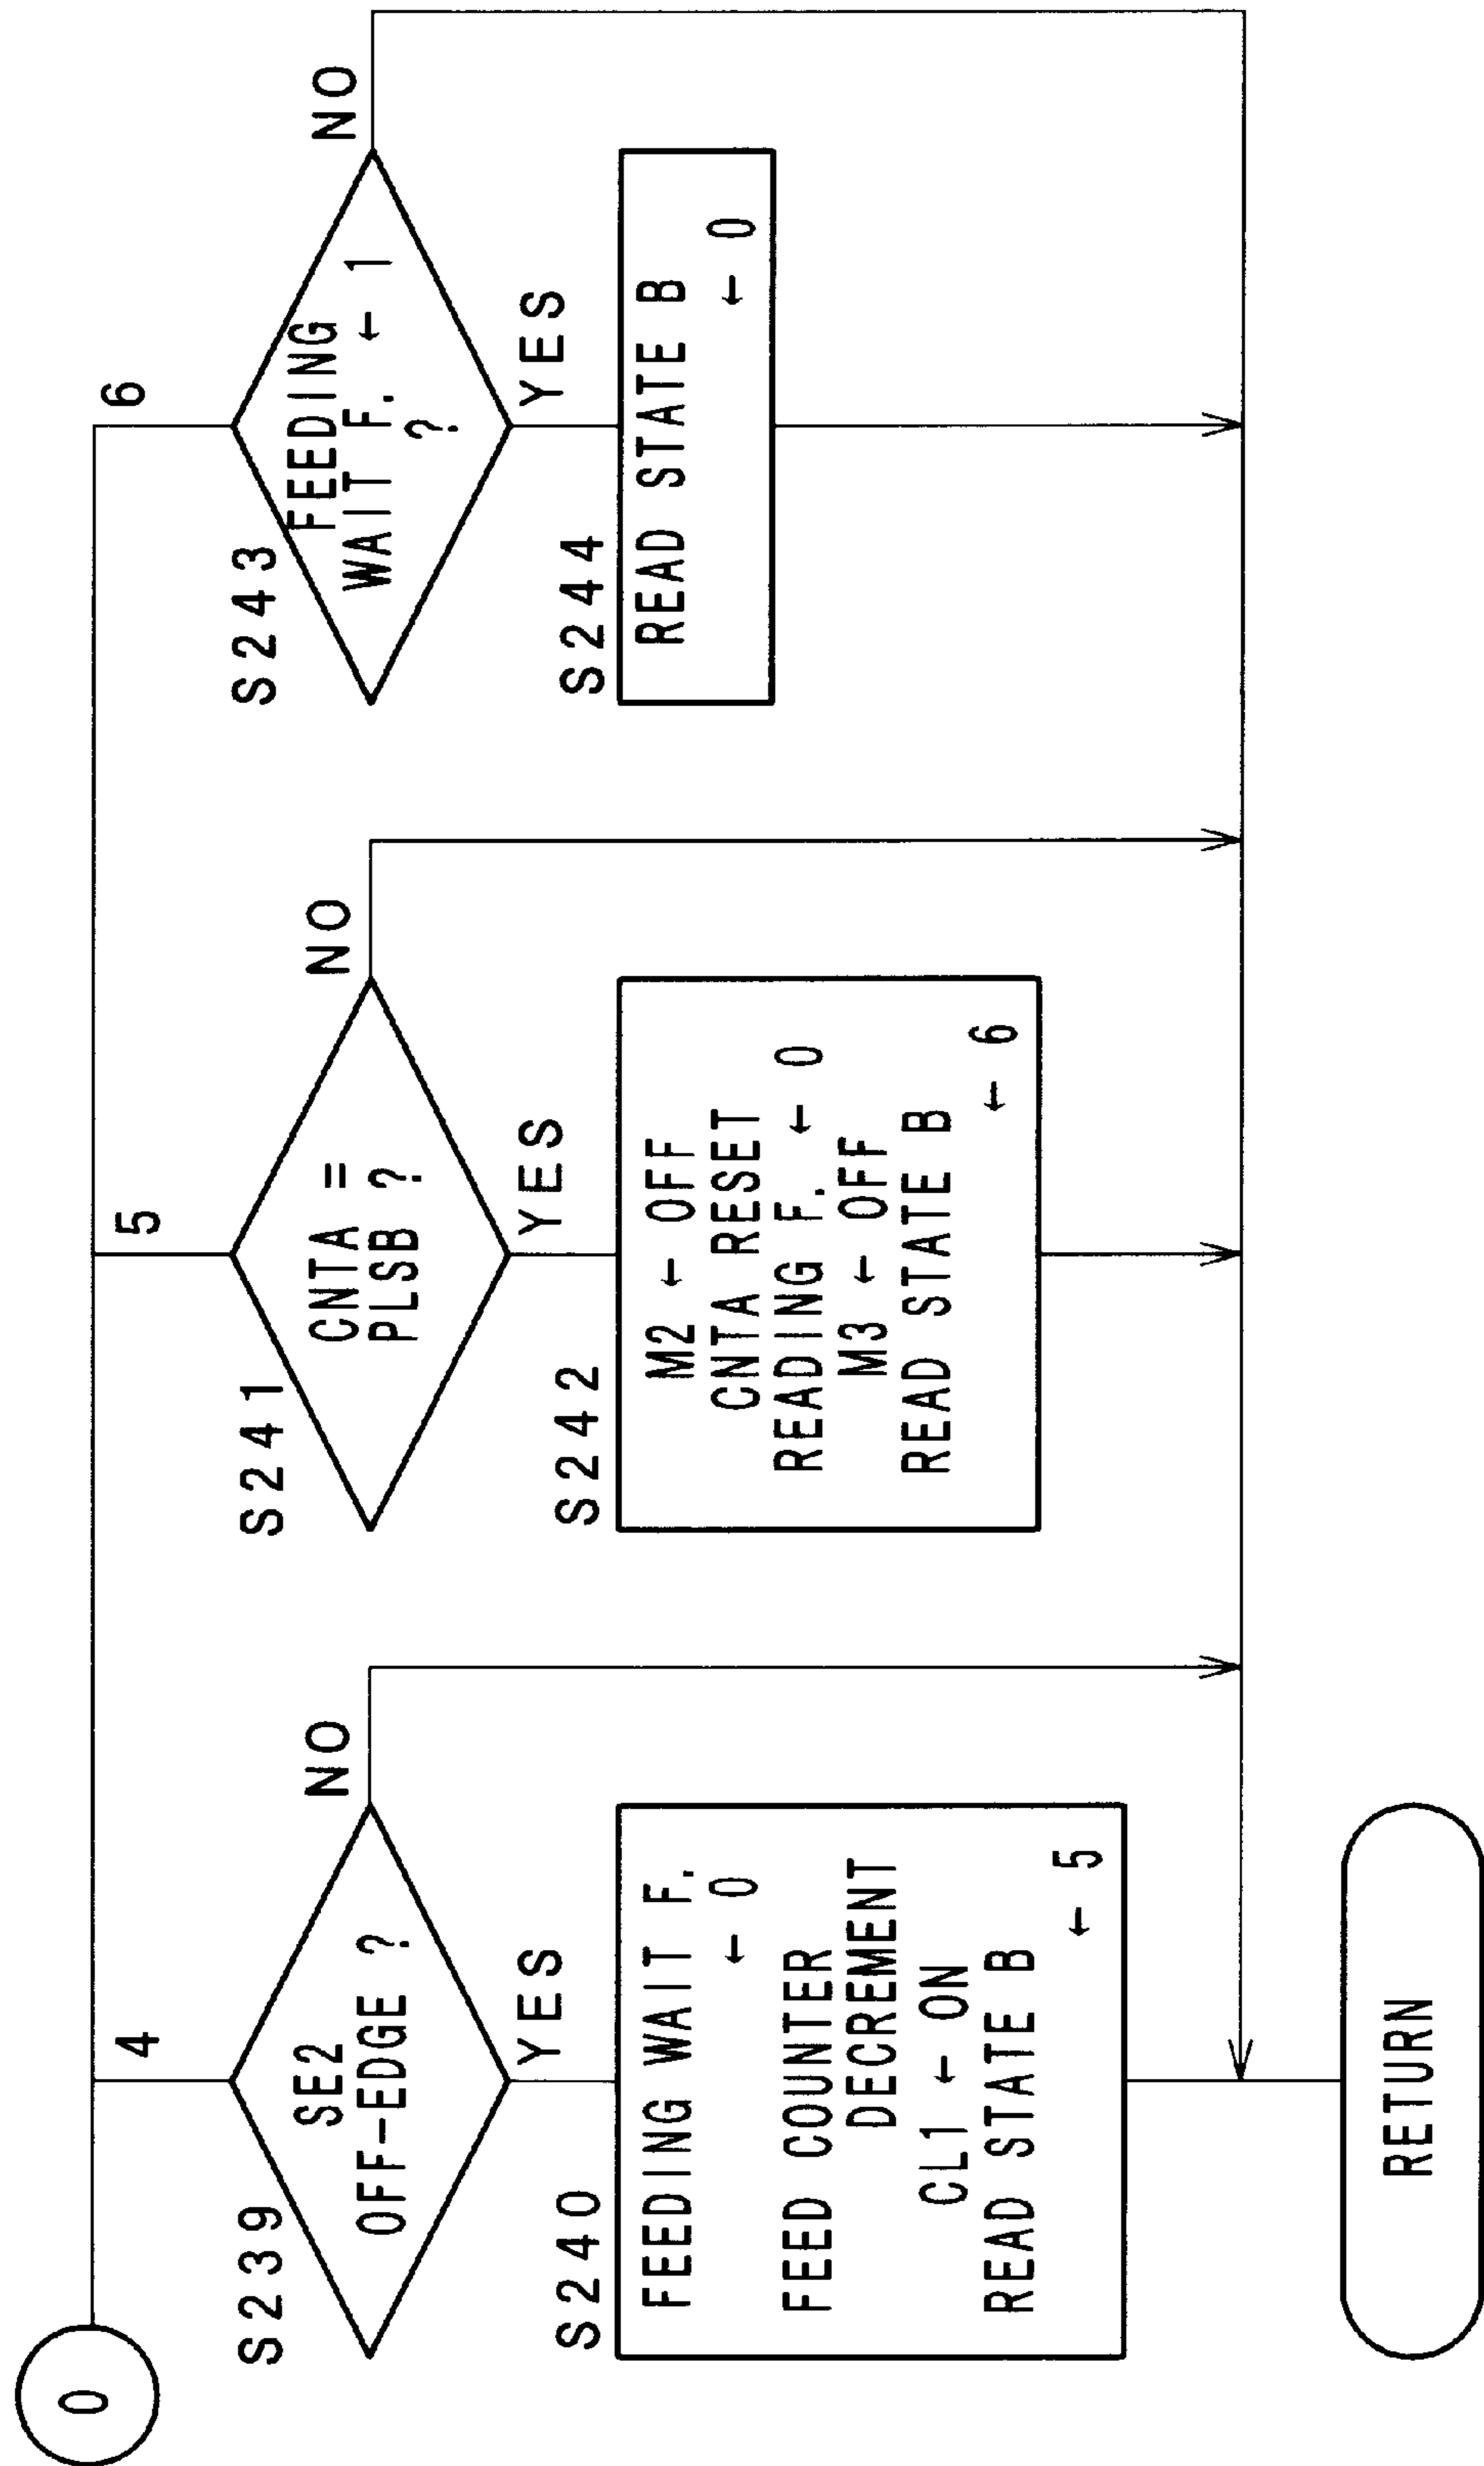 0
4
S239
SE2
OFF-EDGE ?
NO
YES
S240
FEEDING WAIT F.
← 0
FEED COUNTER
DECREMENT
CL1 ← ON
READ STATE B
← 5
5
S241
CNTA =
PLSB ?
NO
YES
S242
M2 ← OFF
CNTA RESET
READING F. ← 0
M3 ← OFF
READ STATE B
← 6
6
S243
FEEDING
WAIT F. ← 1
?
NO
YES
S244
READ STATE B
← 0
RETURN